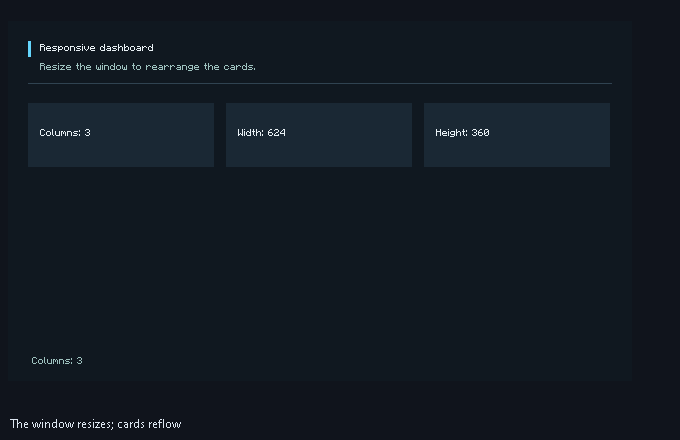 Responsive dashboard
Resize the window to rearrange the cards.
Columns: 3
Width: 624
Height: 360
Columns: 3
The window resizes; cards reflow